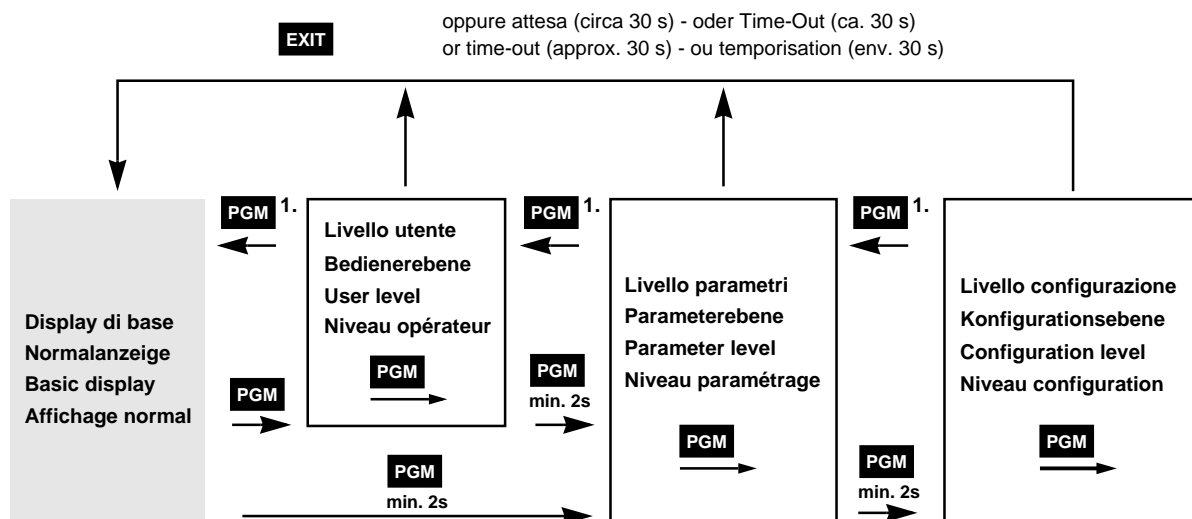 EXIT
oppure attesa (circa 30 s) - oder Time-Out (ca. 30 s)
or time-out (approx. 30 s) - ou temporisation (env. 30 s)
PGM 1.
Livello utente
Bedienerebene
User level
Niveau opérateur
PGM
PGM 1.
PGM 1.
Display di base
Normalanzeige
Basic display
Affichage normal
PGM
PGM
min. 2s
Livello parametri
Parameterebene
Parameter level
Niveau paramétrage
PGM
Livello configurazione
Konfigurationsebene
Configuration level
Niveau configuration
PGM
PGM
min. 2s
PGM
min. 2s